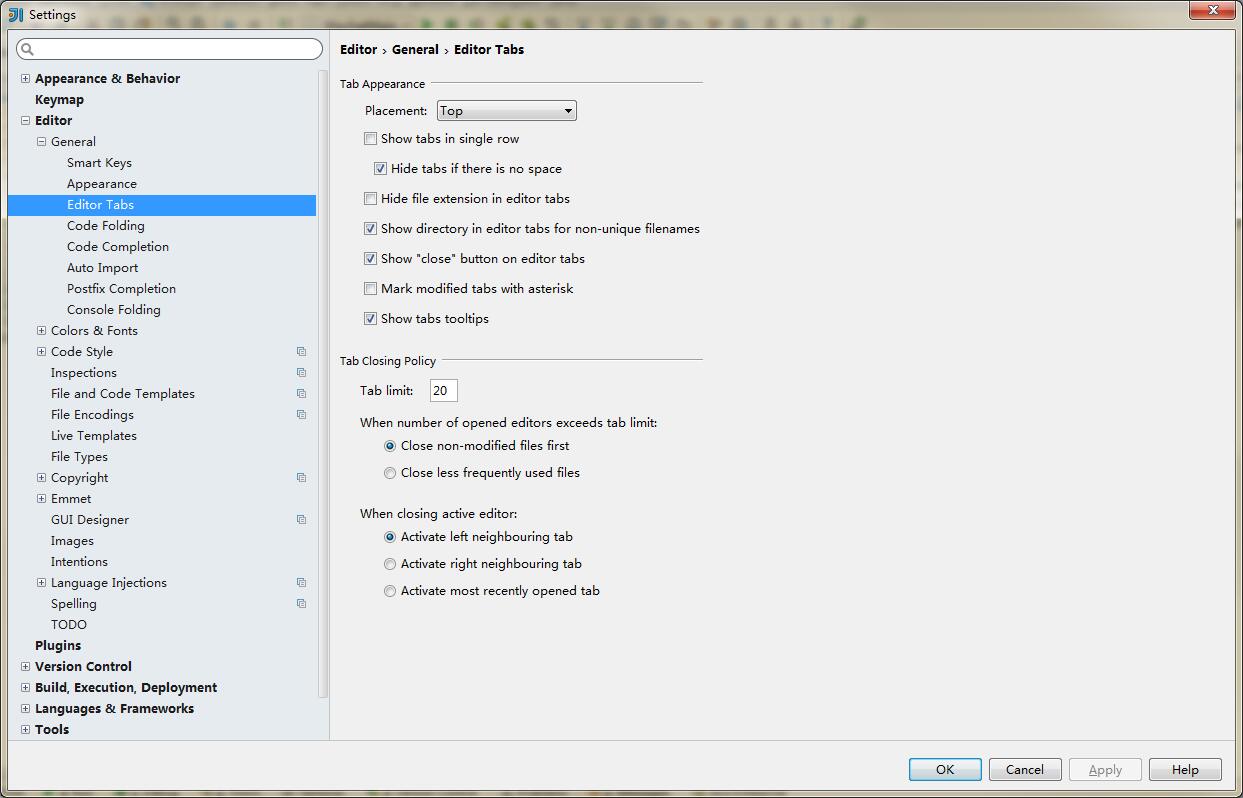 Settings
Editor › General › Editor Tabs
Appearance & Behavior
Keymap
Editor
General
Smart Keys
Appearance
Editor Tabs
Code Folding
Code Completion
Auto Import
Postfix Completion
Console Folding
Colors & Fonts
Code Style
Inspections
File and Code Templates
File Encodings
Live Templates
File Types
Copyright
Emmet
GUI Designer
Images
Intentions
Language Injections
Spelling
TODO
Plugins
Version Control
Build, Execution, Deployment
Languages & Frameworks
Tools
Tab Appearance
Placement: Top
Show tabs in single row
Hide tabs if there is no space
Hide file extension in editor tabs
Show directory in editor tabs for non-unique filenames
Show "close" button on editor tabs
Mark modified tabs with asterisk
Show tabs tooltips
Tab Closing Policy
Tab limit: 20
When number of opened editors exceeds tab limit:
Close non-modified files first
Close less frequently used files
When closing active editor:
Activate left neighbouring tab
Activate right neighbouring tab
Activate most recently opened tab
OK Cancel Apply Help